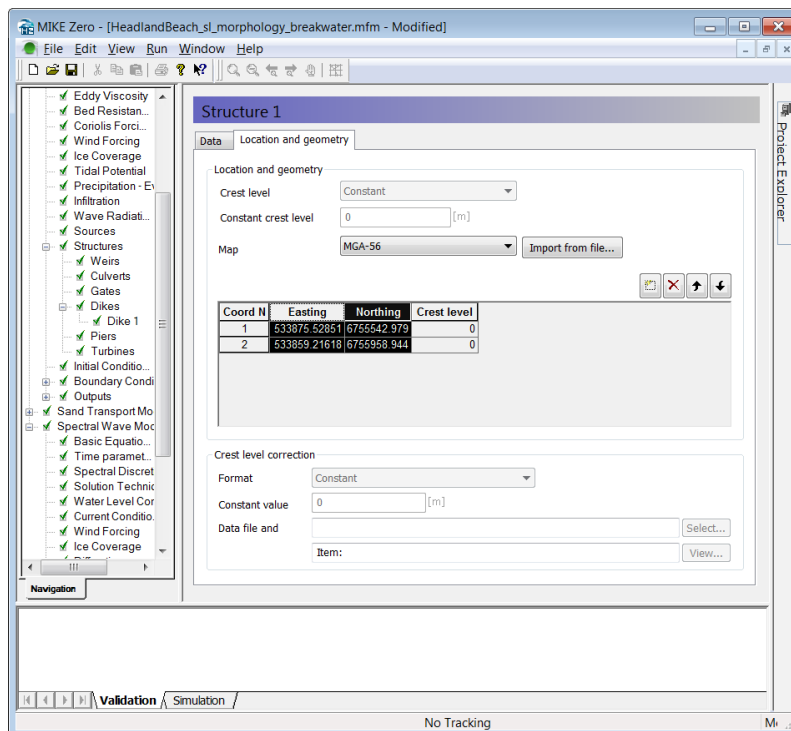 MIKE Zero - [HeadlandBeach_sl_morphology_breakwater.mfm - Modified]
File Edit View Run Window Help
Eddy Viscosity
Bed Resistan...
Coriolis Forci...
Wind Forcing
Ice Coverage
Tidal Potential
Precipitation - Ev
Infiltration
Wave Radiati...
Sources
Structures
Weirs
Culverts
Gates
Dikes
Dike 1
Piers
Turbines
Initial Conditio...
Boundary Condi
Outputs
Sand Transport Mo
Spectral Wave Moc
Basic Equatio...
Time paramet...
Spectral Discret
Solution Techniq
Water Level Cor
Current Conditio.
Wind Forcing
Ice Coverage
Navigation
Structure 1
Data Location and geometry
Location and geometry
Crest level Constant
Constant crest level 0 [m]
Map MGA-56 Import from file...
Coord N Easting Northing Crest level
1 533875.52851 6755542.979 0
2 533859.21618 6755958.944 0
Crest level correction
Format Constant
Constant value 0 [m]
Data file and Select...
Item: View...
Project Explorer
Validation Simulation
No Tracking